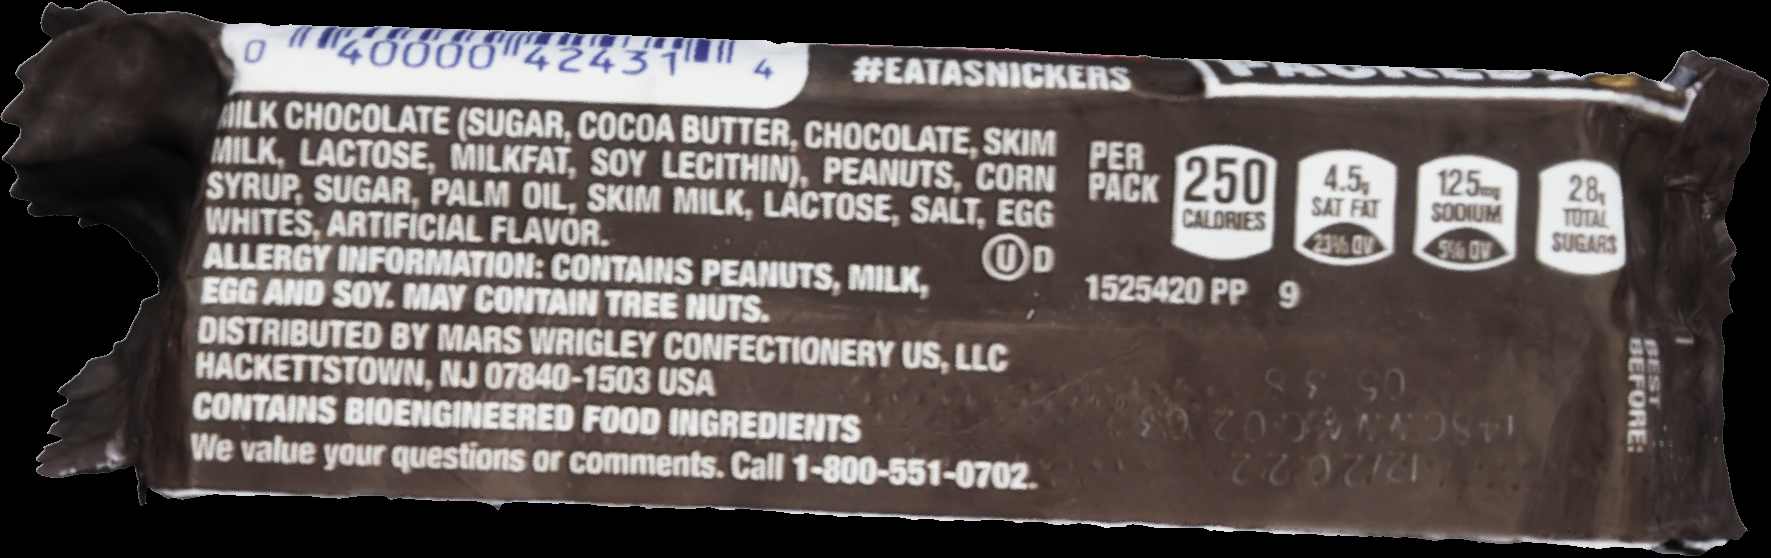 0 40000 42431 4
#EATASNICKERS
MILK CHOCOLATE (SUGAR, COCOA BUTTER, CHOCOLATE, SKIM
MILK, LACTOSE, MILKFAT, SOY LECITHIN), PEANUTS, CORN
SYRUP, SUGAR, PALM OIL, SKIM MILK, LACTOSE, SALT, EGG
WHITES, ARTIFICIAL FLAVOR.
ALLERGY INFORMATION: CONTAINS PEANUTS, MILK,
EGG AND SOY. MAY CONTAIN TREE NUTS.
U D
DISTRIBUTED BY MARS WRIGLEY CONFECTIONERY US, LLC
HACKETTSTOWN, NJ 07840-1503 USA
CONTAINS BIOENGINEERED FOOD INGREDIENTS
We value your questions or comments. Call 1-800-551-0702.
PER
PACK
250
CALORIES
4.5g
SAT FAT
23% DV
125mg
SODIUM
5% DV
28g
TOTAL
SUGARS
1525420 PP 9
BEST
BEFORE: